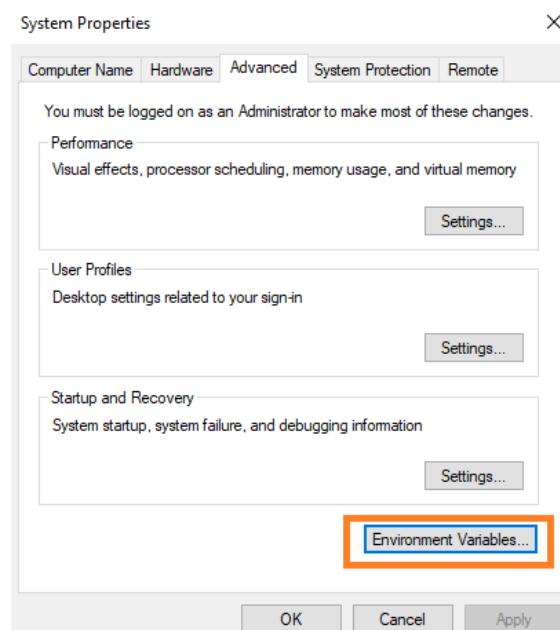 System Properties
Computer Name Hardware Advanced System Protection Remote
You must be logged on as an Administrator to make most of these changes.
Performance
Visual effects, processor scheduling, memory usage, and virtual memory
Settings...
User Profiles
Desktop settings related to your sign-in
Settings...
Startup and Recovery
System startup, system failure, and debugging information
Settings...
Environment Variables...
OK Cancel Apply